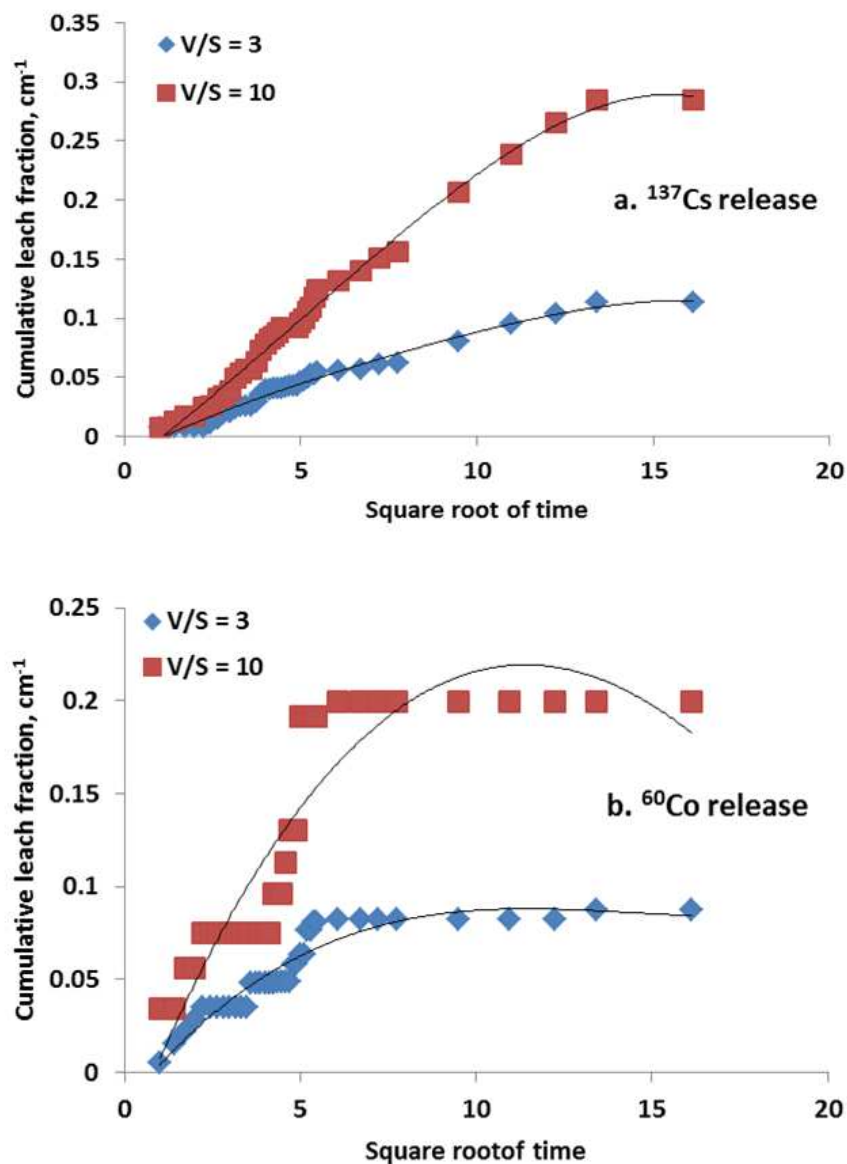 0.35
0.3
0.25
0.2
0.15
0.1
0.05
0
Cumulative leach fraction, cm⁻¹
V/S = 3
V/S = 10
a. ¹³⁷Cs release
0 5 10 15 20
Square root of time
0.25
0.2
0.15
0.1
0.05
0
Cumulative leach fraction, cm⁻¹
V/S = 3
V/S = 10
b. ⁶⁰Co release
0 5 10 15 20
Square rootof time